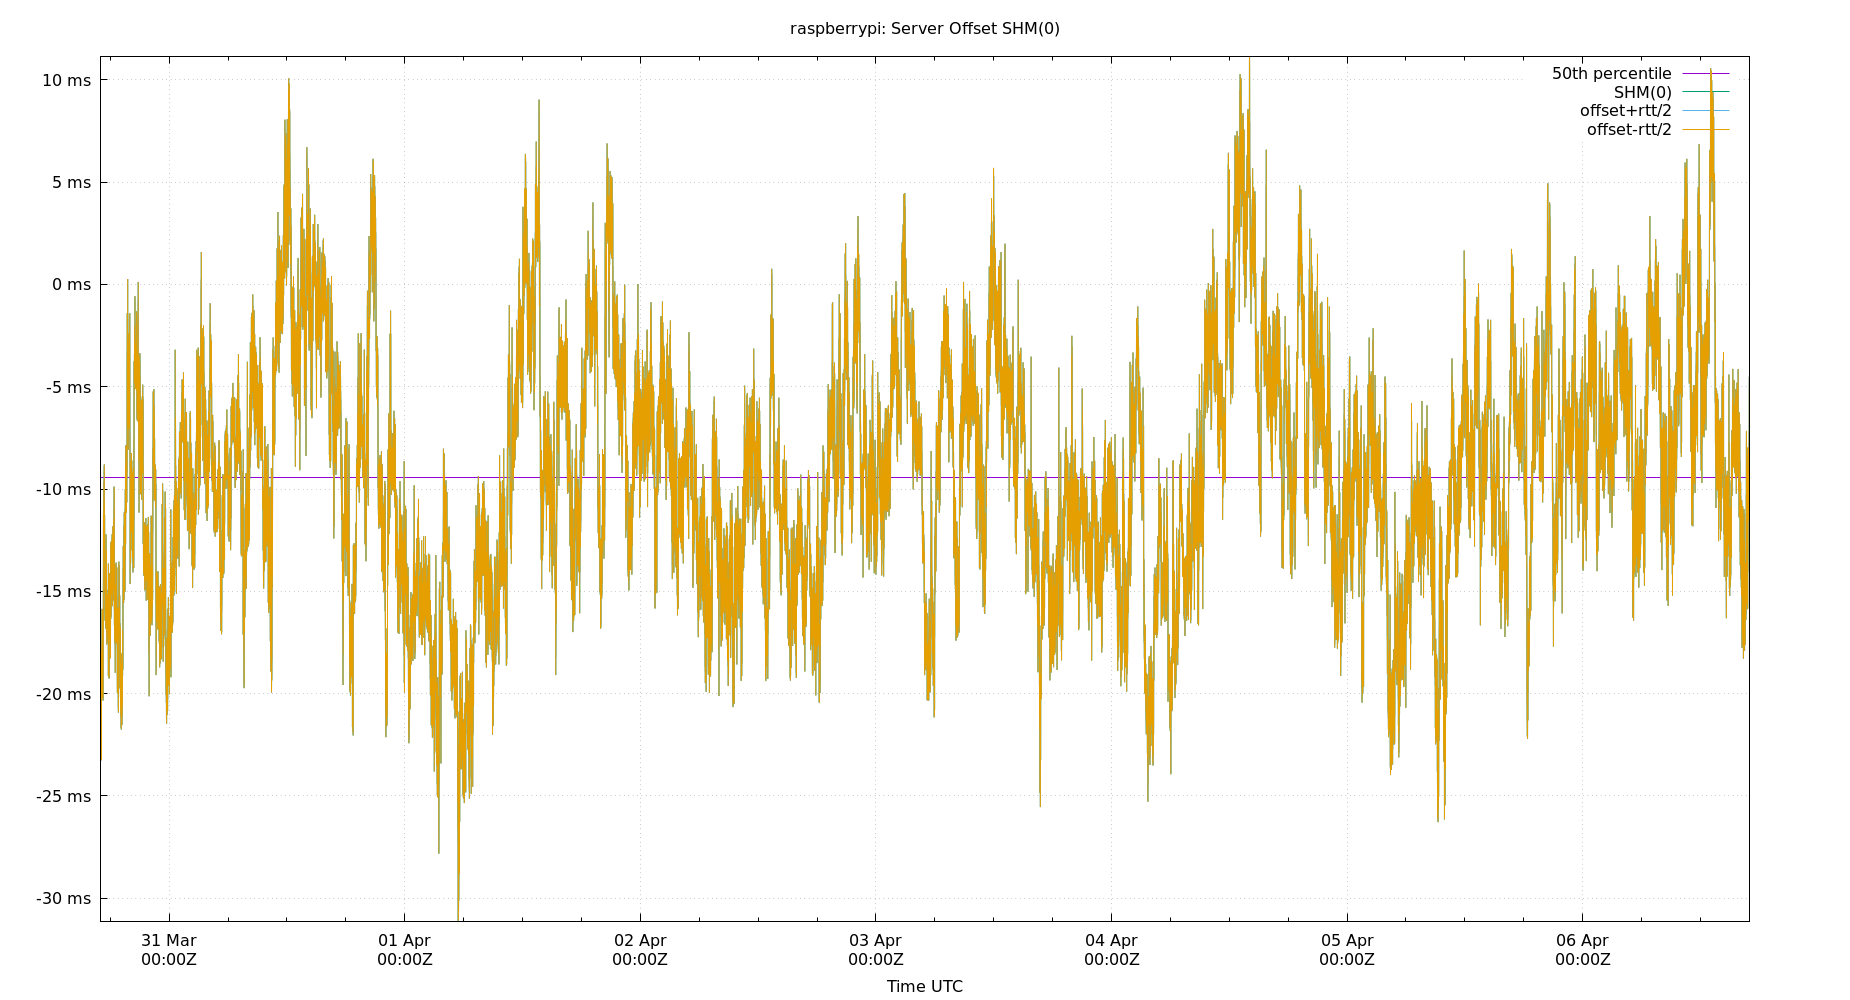 raspberrypi: Server Offset SHM(0)
50th percentile
SHM(0)
offset+rtt/2
offset-rtt/2
10 ms
5 ms
0 ms
-5 ms
-10 ms
-15 ms
-20 ms
-25 ms
-30 ms
31 Mar 01 Apr 02 Apr 03 Apr 04 Apr 05 Apr 06 Apr
00:00Z 00:00Z 00:00Z 00:00Z 00:00Z 00:00Z 00:00Z
Time UTC